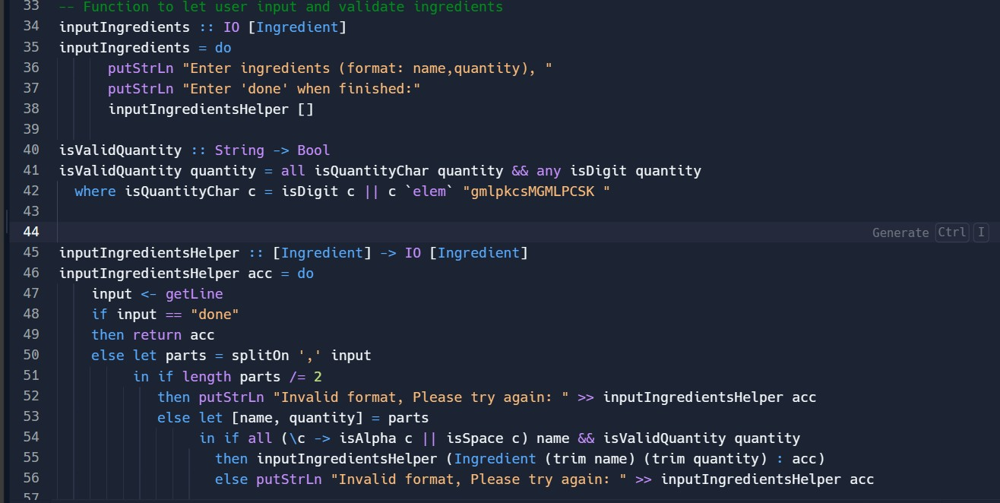 33 -- Function to let user input and validate ingredients
34 inputIngredients :: IO [Ingredient]
35 inputIngredients = do
36       putStrLn "Enter ingredients (format: name,quantity), "
37       putStrLn "Enter 'done' when finished:"
38       inputIngredientsHelper []
39
40 isValidQuantity :: String -> Bool
41 isValidQuantity quantity = all isQuantityChar quantity && any isDigit quantity
42   where isQuantityChar c = isDigit c || c `elem` "gmlpkcsMGMLPCSK "
43
44 Generate Ctrl I
45 inputIngredientsHelper :: [Ingredient] -> IO [Ingredient]
46 inputIngredientsHelper acc = do
47     input <- getLine
48     if input == "done"
49     then return acc
50     else let parts = splitOn ',' input
51          in if length parts /= 2
52             then putStrLn "Invalid format, Please try again: " >> inputIngredientsHelper acc
53             else let [name, quantity] = parts
54                  in if all (\c -> isAlpha c || isSpace c) name && isValidQuantity quantity
55                    then inputIngredientsHelper (Ingredient (trim name) (trim quantity) : acc)
56                    else putStrLn "Invalid format, Please try again: " >> inputIngredientsHelper acc
57